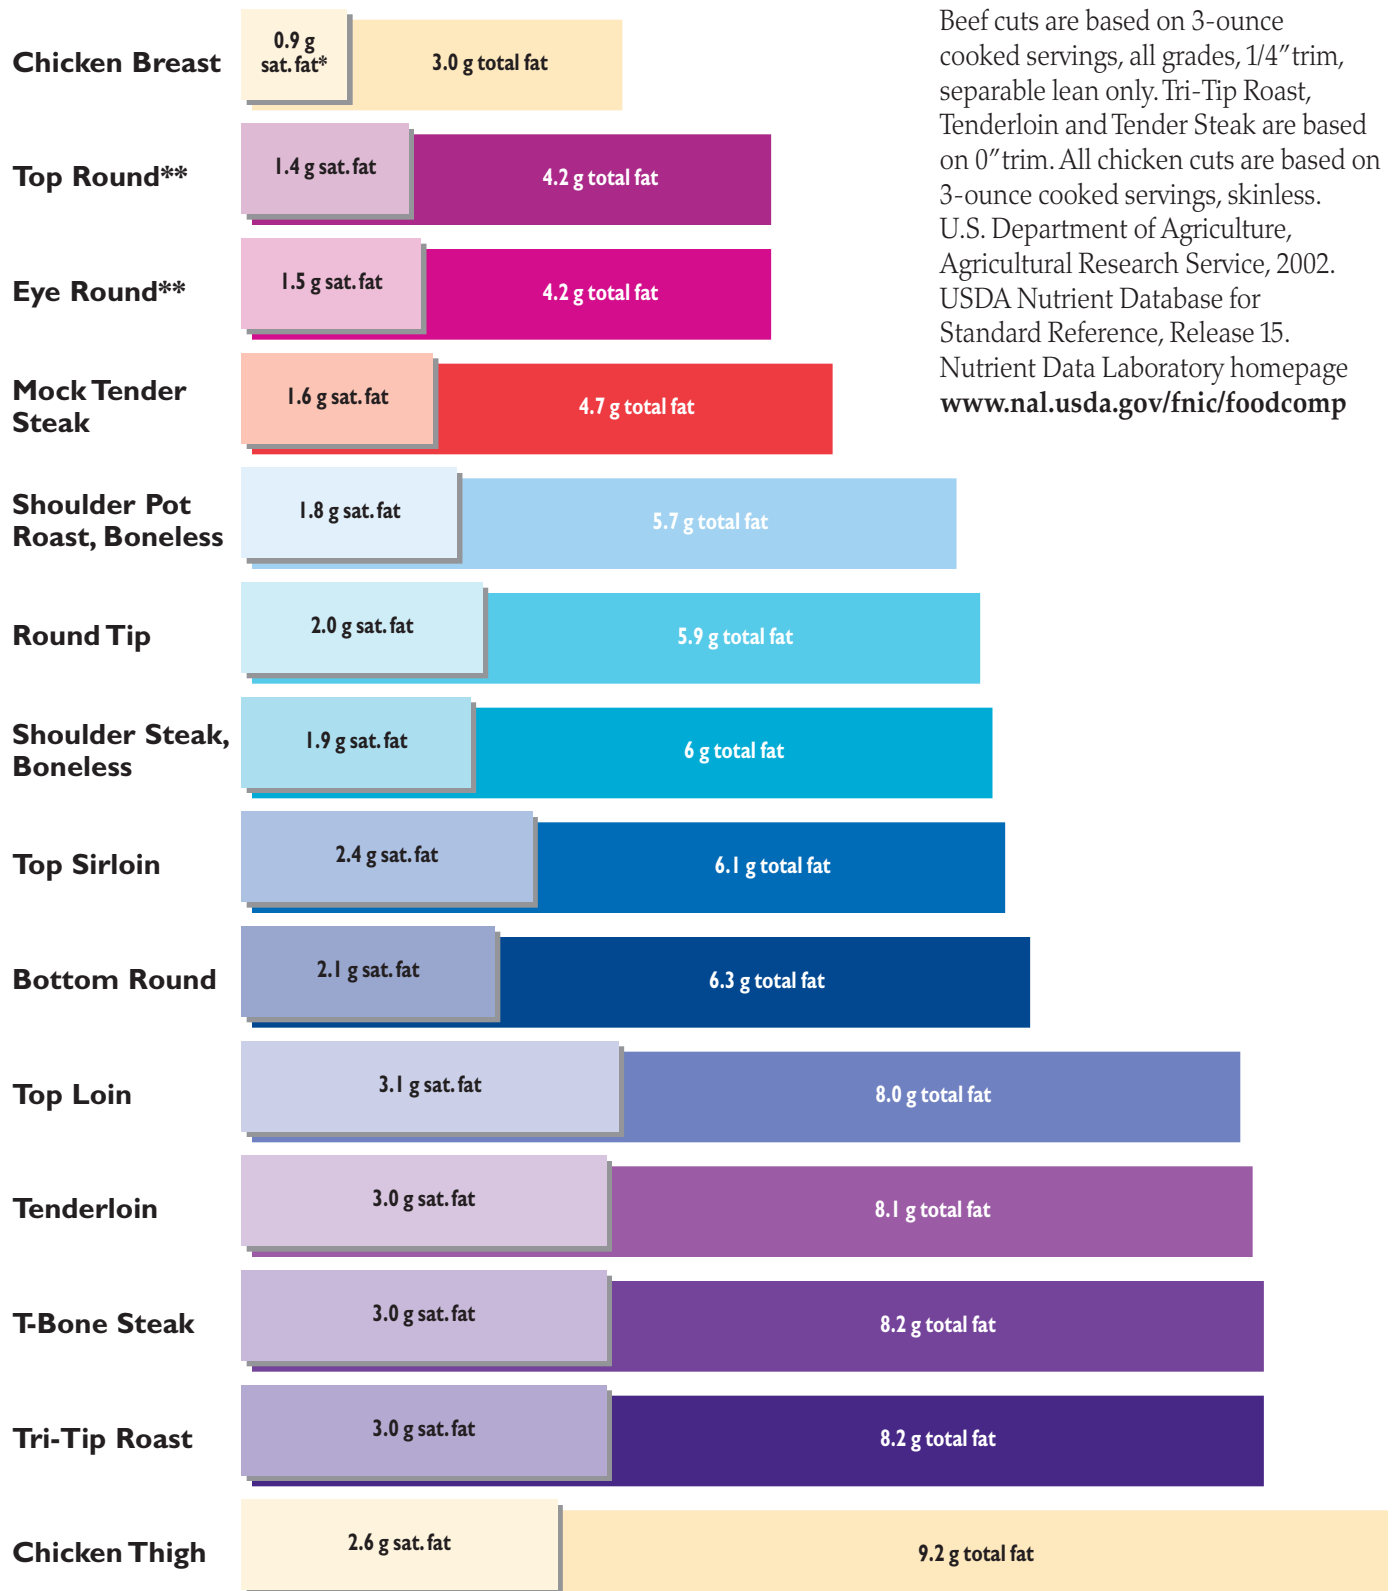 Chicken Breast
0.9 g
sat. fat*
3.0 g total fat
Beef cuts are based on 3-ounce
cooked servings, all grades, 1/4” trim,
separable lean only. Tri-Tip Roast,
Tenderloin and Tender Steak are based
on 0” trim. All chicken cuts are based on
3-ounce cooked servings, skinless.
U.S. Department of Agriculture,
Agricultural Research Service, 2002.
USDA Nutrient Database for
Standard Reference, Release 15.
Nutrient Data Laboratory homepage
www.nal.usda.gov/fnic/foodcomp
Top Round**
1.4 g sat. fat
4.2 g total fat
Eye Round**
1.5 g sat. fat
4.2 g total fat
Mock Tender
Steak
1.6 g sat. fat
4.7 g total fat
Shoulder Pot
Roast, Boneless
1.8 g sat. fat
5.7 g total fat
Round Tip
2.0 g sat. fat
5.9 g total fat
Shoulder Steak,
Boneless
1.9 g sat. fat
6 g total fat
Top Sirloin
2.4 g sat. fat
6.1 g total fat
Bottom Round
2.1 g sat. fat
6.3 g total fat
Top Loin
3.1 g sat. fat
8.0 g total fat
Tenderloin
3.0 g sat. fat
8.1 g total fat
T-Bone Steak
3.0 g sat. fat
8.2 g total fat
Tri-Tip Roast
3.0 g sat. fat
8.2 g total fat
Chicken Thigh
2.6 g sat. fat
9.2 g total fat